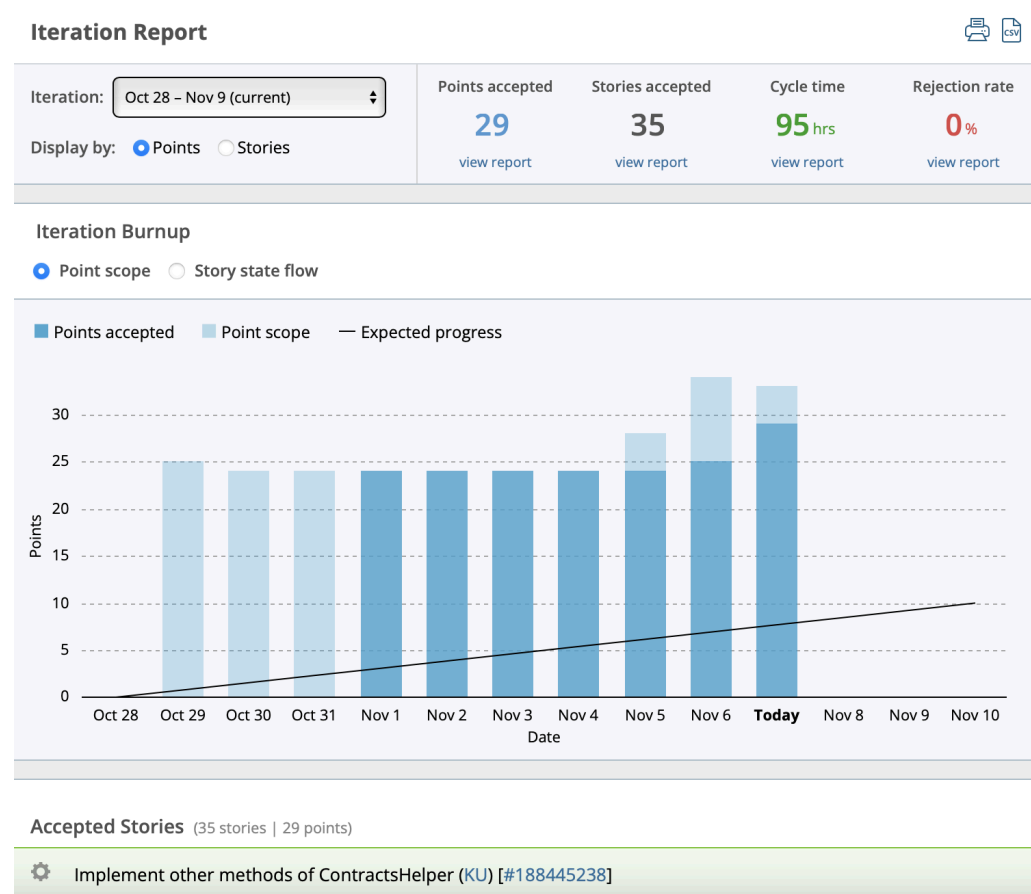 Iteration Report
CSV
Iteration: Oct 28 – Nov 9 (current)
Display by: Points Stories
Points accepted
29
view report
Stories accepted
35
view report
Cycle time
95 hrs
view report
Rejection rate
0 %
view report
Iteration Burnup
Point scope Story state flow
Points accepted Point scope Expected progress
30
25
20
15
10
5
0
Points
Oct 28 Oct 29 Oct 30 Oct 31 Nov 1 Nov 2 Nov 3 Nov 4 Nov 5 Nov 6 Today Nov 8 Nov 9 Nov 10
Date
Accepted Stories (35 stories | 29 points)
Implement other methods of ContractsHelper (KU) [#188445238]